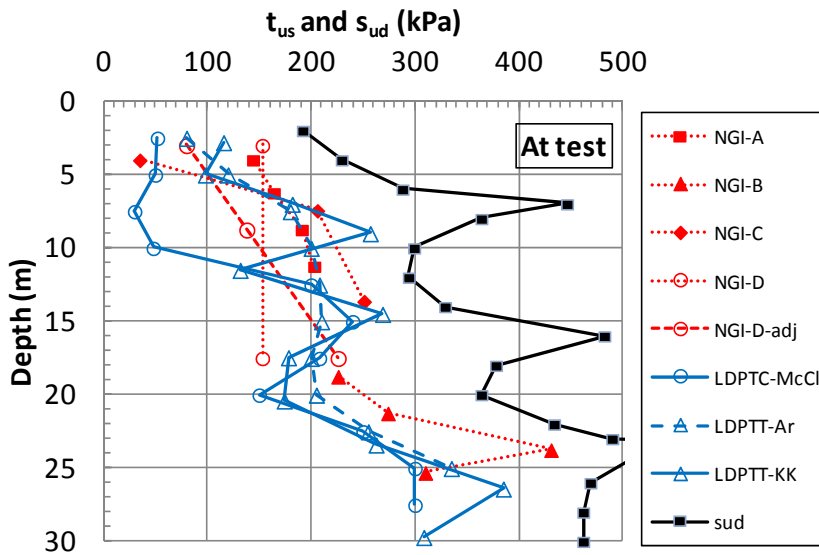 t_us and s_ud (kPa)
0 100 200 300 400 500
Depth (m)
0
5
10
15
20
25
30
At test
NGI-A
NGI-B
NGI-C
NGI-D
NGI-D-adj
LDPTC-McCl
LDPTT-Ar
LDPTT-KK
sud